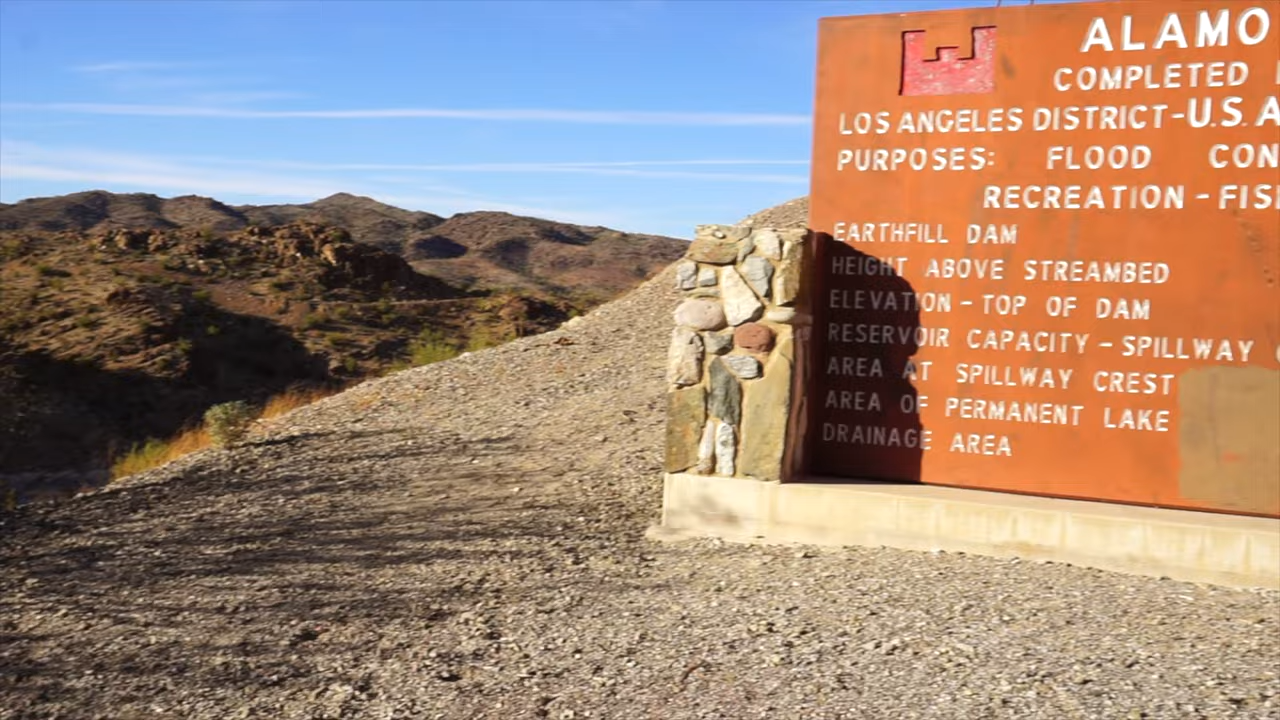 ALAMO
COMPLETED
LOS ANGELES DISTRICT-U.S. A
PURPOSES: FLOOD CON
RECREATION-FIS
EARTHFILL DAM
HEIGHT ABOVE STREAMBED
ELEVATION-TOP OF DAM
RESERVOIR CAPACITY-SPILLWAY
AREA AT SPILLWAY CREST
AREA OF PERMANENT LAKE
DRAINAGE AREA